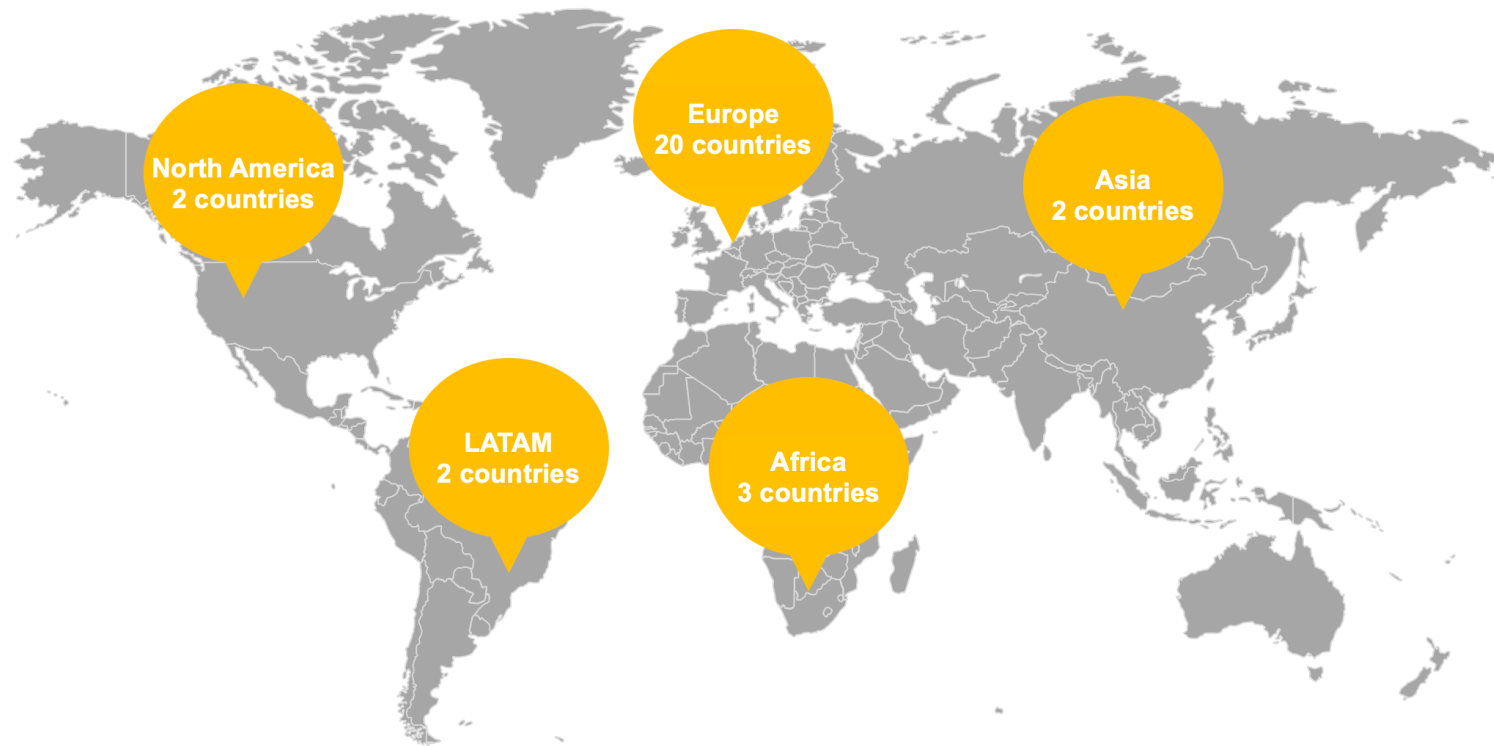 North America
2 countries
Europe
20 countries
Asia
2 countries
LATAM
2 countries
Africa
3 countries